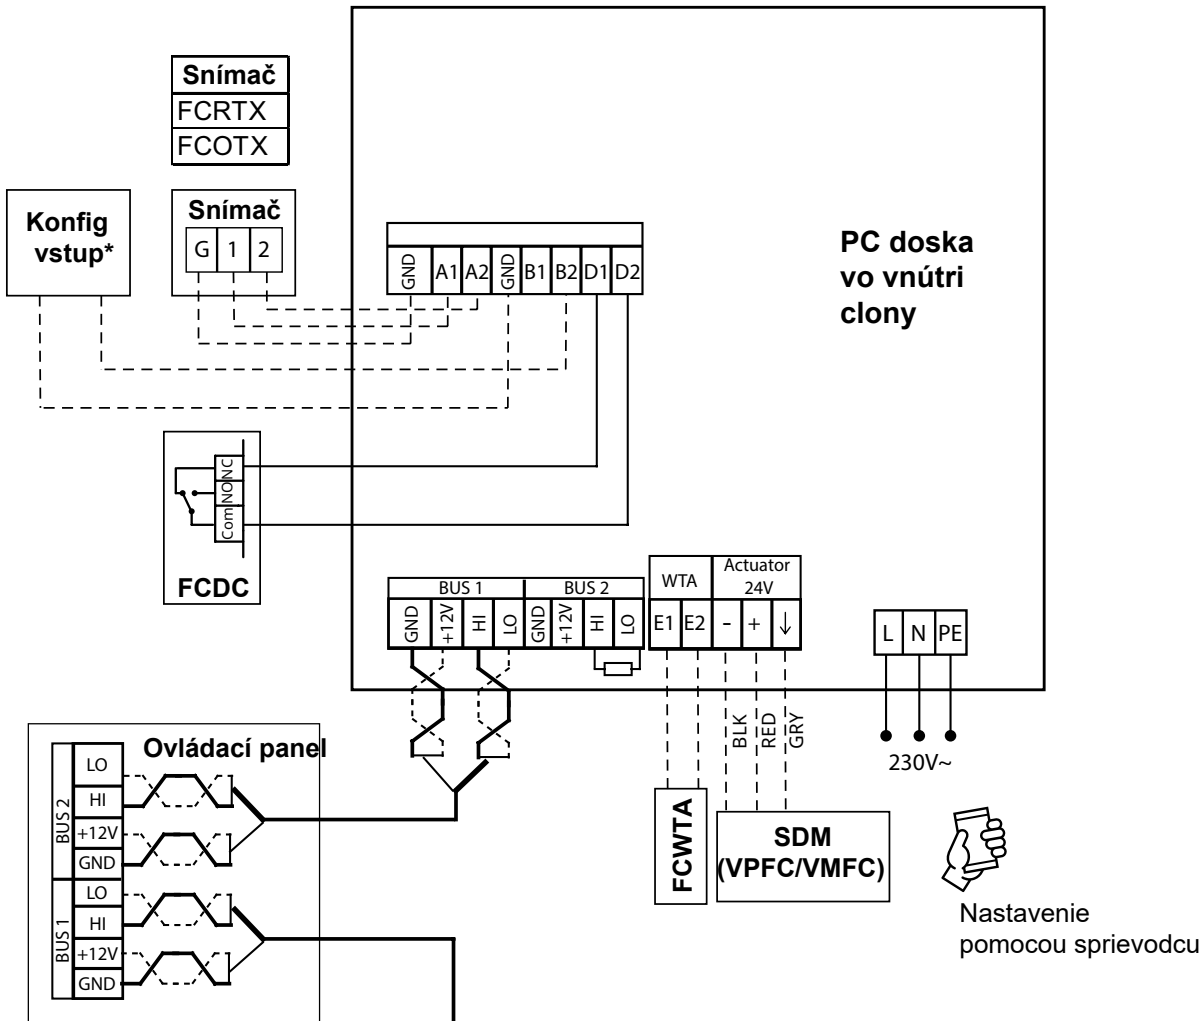 Snímač
FCRTX
FCOTX
Konfig
vstup*
Snímač
G 1 2
GND A1 A2 GND B1 B2 D1 D2
PC doska
vo vnútri
clony
NC
NO
Com
FCDC
BUS 1 BUS 2
GND +12V HI LO GND +12V HI LO
WTA
E1 E2
Actuator
24V
- + ↓
L N PE
230V~
BLK
RED
GRY
FCWTA
SDM
(VPFC/VMFC)
Ovládací panel
BUS 2
LO
HI
+12V
GND
BUS 1
LO
HI
+12V
GND
Nastavenie
pomocou sprievodcu